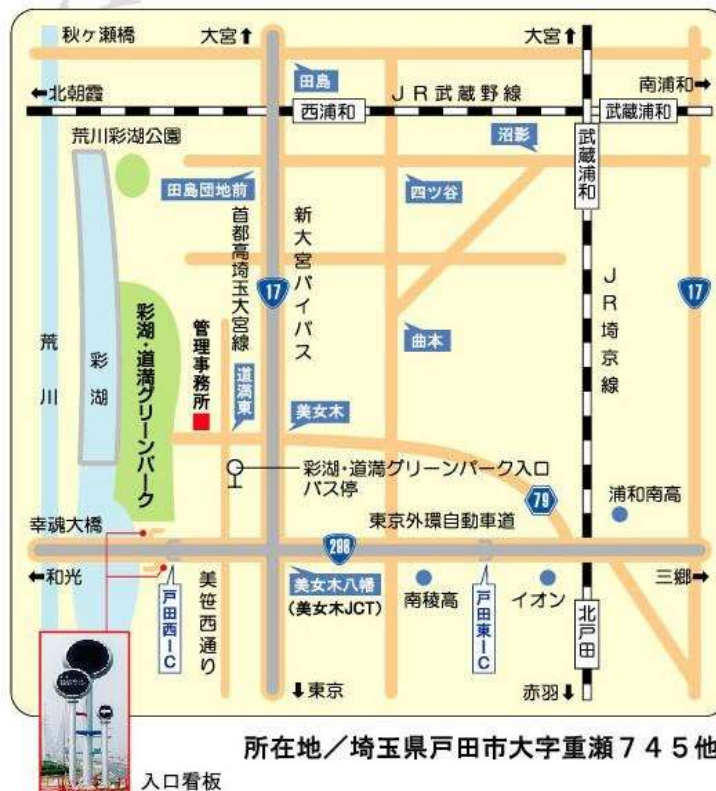 秋ヶ瀬橋
大宮↑
大宮↑
田島
←北朝霞
JR武蔵野線
南浦和→
西浦和
武蔵浦和
荒川彩湖公園
沼影
武蔵浦和
田島団地前
四ツ谷
首都高埼玉大宮線
新大宮バイパス
17
JR埼京線
17
荒川
彩湖
彩湖・道満グリーンパーク
管理事務所
道満東
曲本
美女木
彩湖・道満グリーンパーク入口
バス停
79
浦和南高
幸魂大橋
東京外環自動車道
298
←和光
三郷→
戸田西IC
美笹西通り
美女木八幡
(美女木JCT)
南稜高
戸田東IC
イオン
北戸田
↓東京
赤羽↓
所在地/埼玉県戸田市大字重瀬745他
入口看板